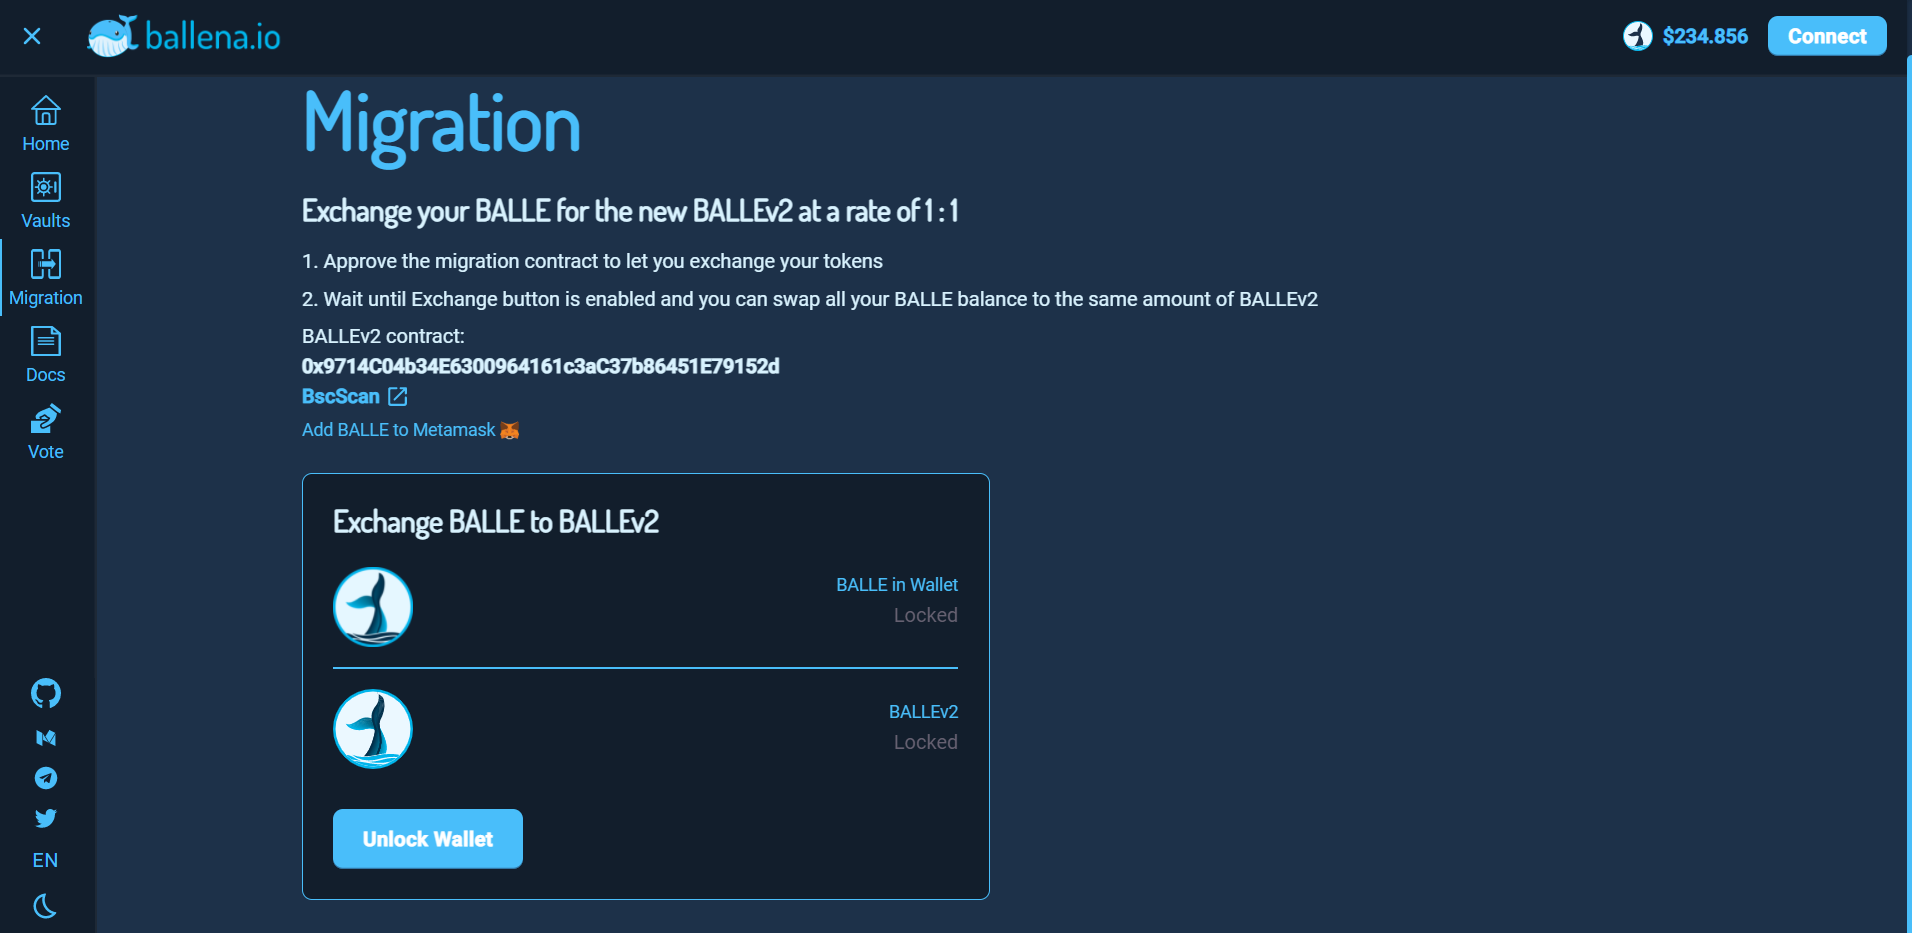 ballena.io
$234.856
Connect
Home
Vaults
Migration
Docs
Vote
EN
Migration
Exchange your BALLE for the new BALLEv2 at a rate of 1 : 1
1. Approve the migration contract to let you exchange your tokens
2. Wait until Exchange button is enabled and you can swap all your BALLE balance to the same amount of BALLEv2
BALLEv2 contract:
0x9714C04b34E6300964161c3aC37b86451E79152d
BscScan
Add BALLE to Metamask
Exchange BALLE to BALLEv2
BALLE in Wallet
Locked
BALLEv2
Locked
Unlock Wallet